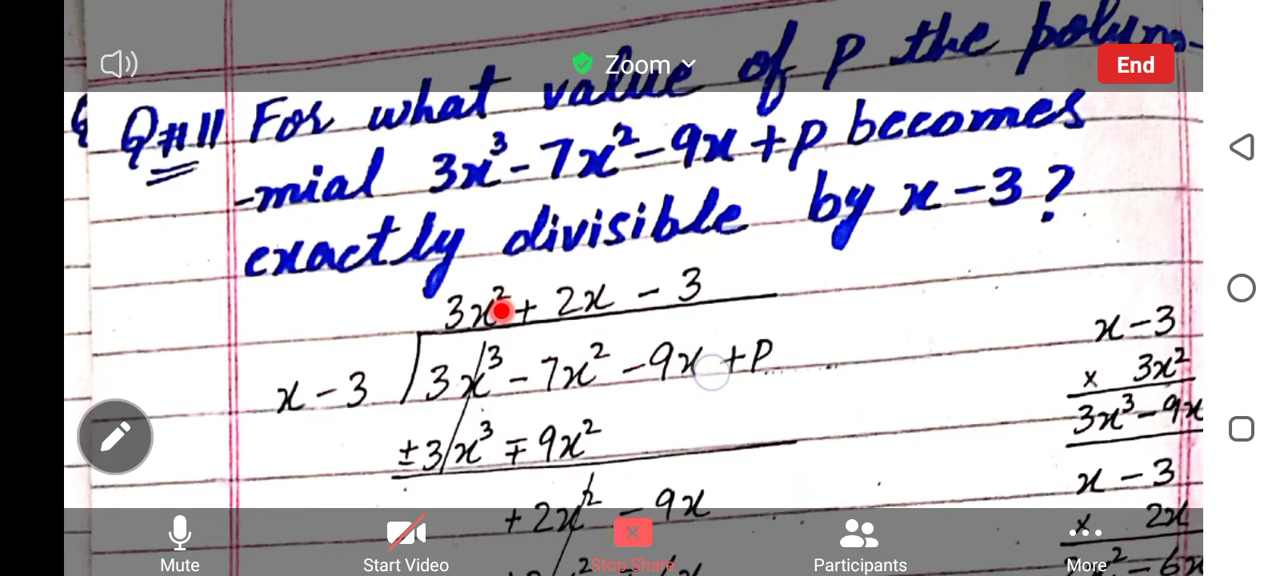 Zoom
End
Q#11 For what value of P the polyno-
-mial 3x³-7x²-9x+p becomes
exactly divisible by x-3?
3x²+ 2x - 3
x-3
3x³ - 7x² - 9x + P
±3x³ ∓ 9x²
+2x² - 9x
x-3
x 3x²
3x³-9x
x-3
x 2x
Mute
Start Video
Stop Share
Participants
More